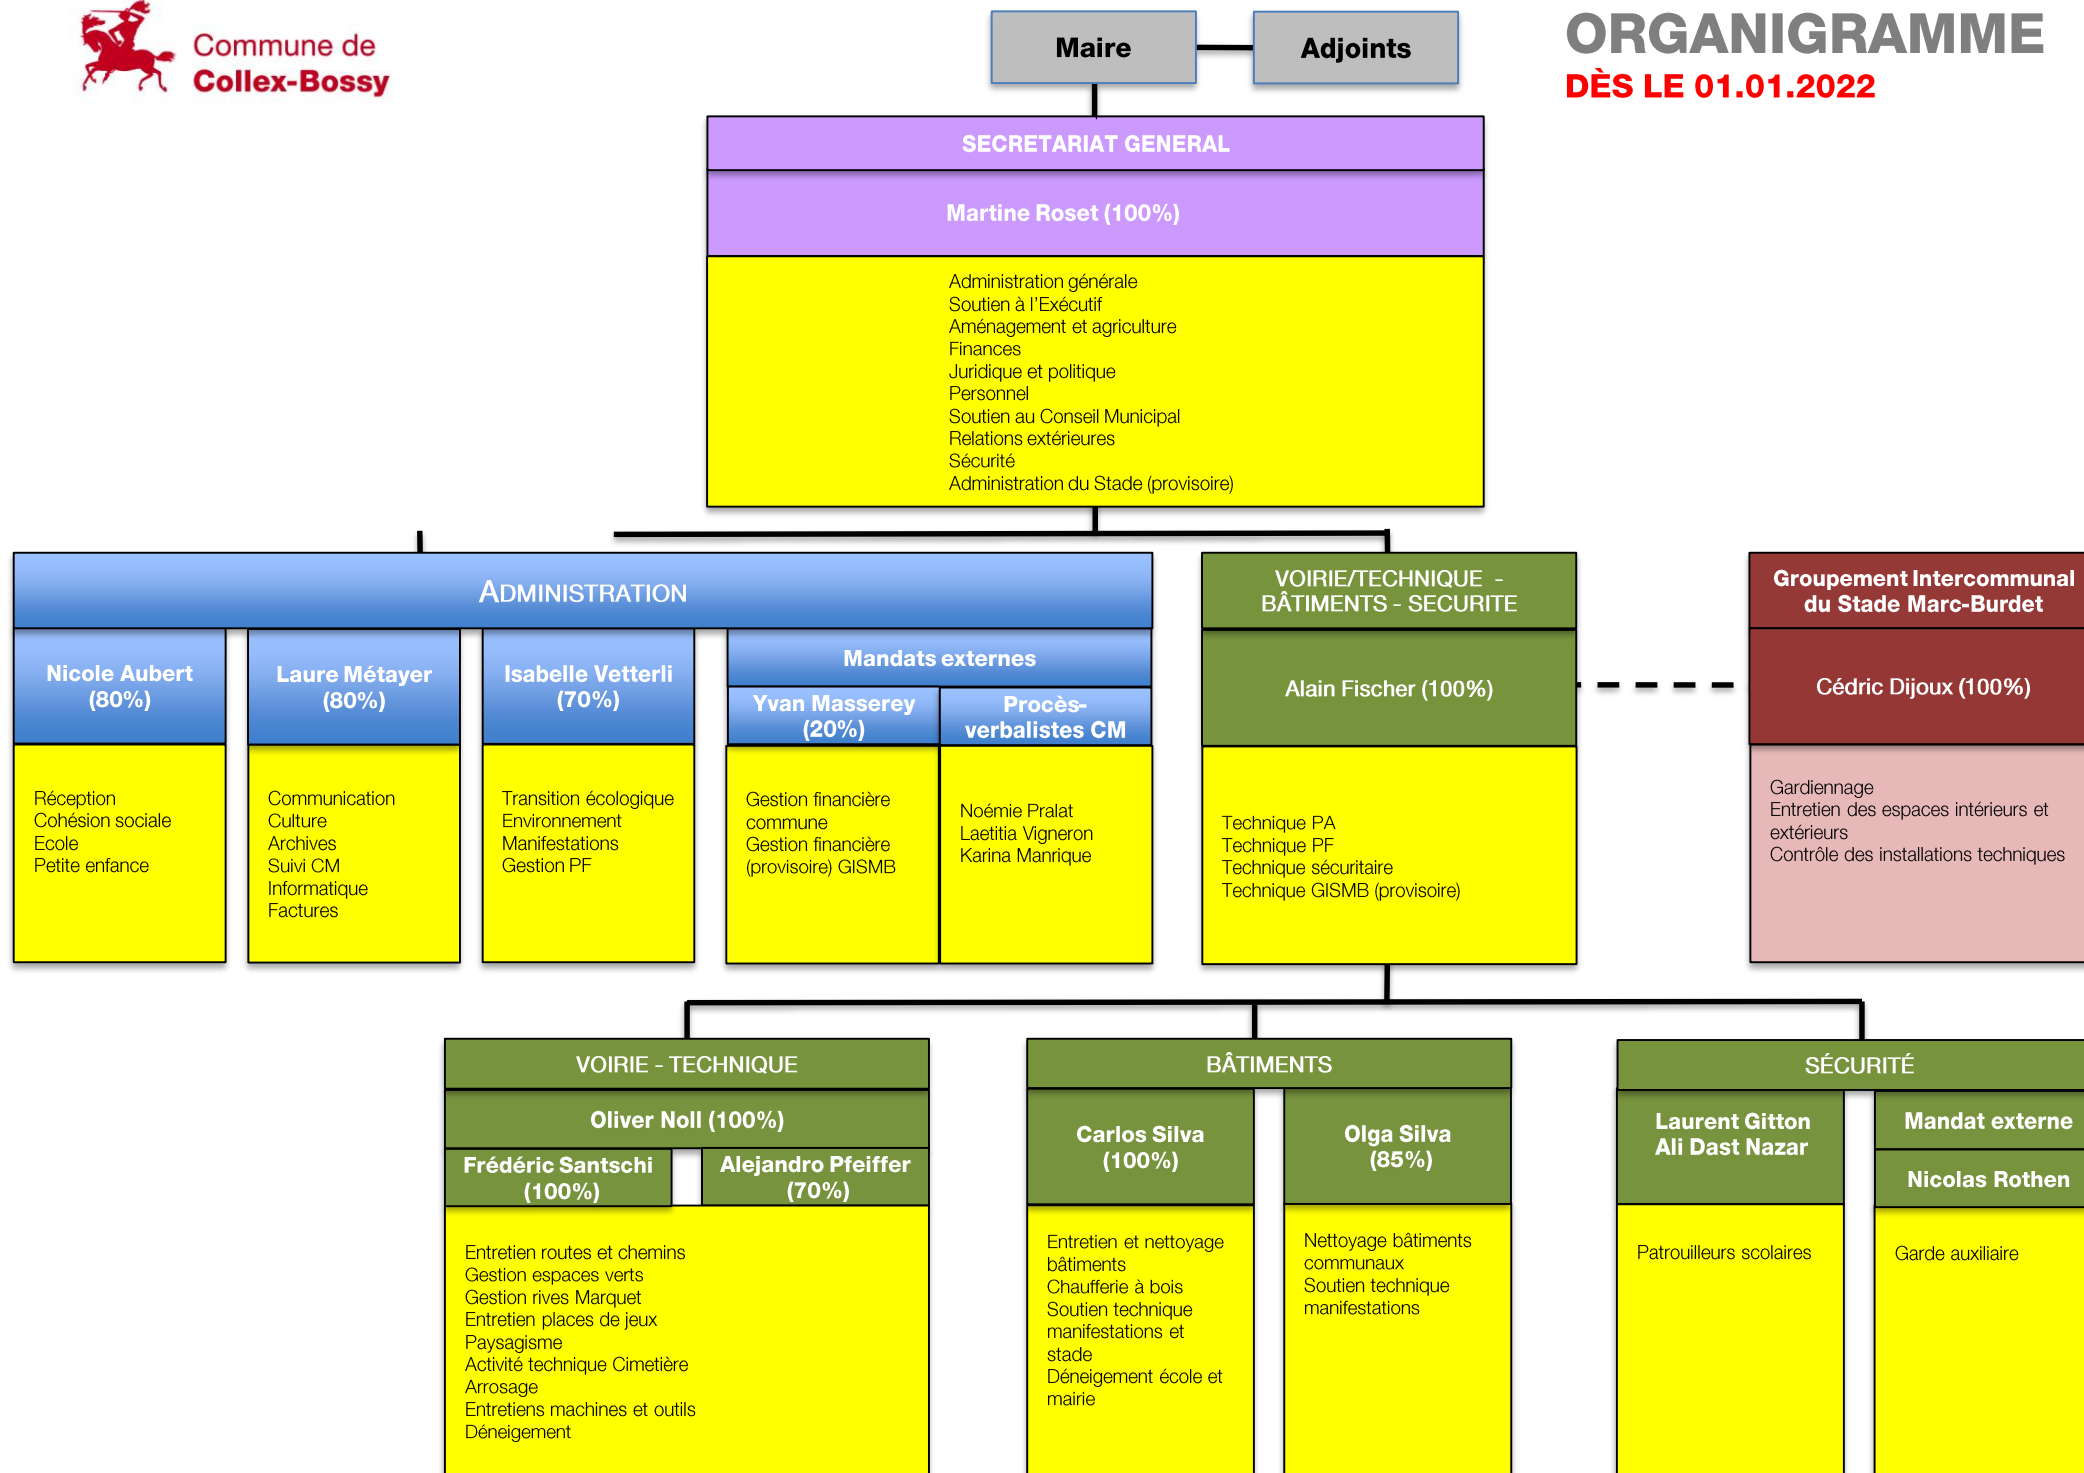 Commune de
Collex-Bossy
Maire
Adjoints
ORGANIGRAMME
DÈS LE 01.01.2022
SECRETARIAT GENERAL
Martine Roset (100%)
Administration générale
Soutien à l'Exécutif
Aménagement et agriculture
Finances
Juridique et politique
Personnel
Soutien au Conseil Municipal
Relations extérieures
Sécurité
Administration du Stade (provisoire)
ADMINISTRATION
Nicole Aubert
(80%)
Réception
Cohésion sociale
Ecole
Petite enfance
Laure Métayer
(80%)
Communication
Culture
Archives
Suivi CM
Informatique
Factures
Isabelle Vetterli
(70%)
Transition écologique
Environnement
Manifestations
Gestion PF
Mandats externes
Yvan Masserey
(20%)
Gestion financière
commune
Gestion financière
(provisoire) GISMB
Procès-
verbalistes CM
Noémie Pralat
Laetitia Vigneron
Karina Manrique
VOIRIE/TECHNIQUE -
BÂTIMENTS - SECURITE
Alain Fischer (100%)
Technique PA
Technique PF
Technique sécuritaire
Technique GISMB (provisoire)
Groupement Intercommunal
du Stade Marc-Burdet
Cédric Dijoux (100%)
Gardiennage
Entretien des espaces intérieurs et
extérieurs
Contrôle des installations techniques
VOIRIE - TECHNIQUE
Oliver Noll (100%)
Frédéric Santschi
(100%)
Alejandro Pfeiffer
(70%)
Entretien routes et chemins
Gestion espaces verts
Gestion rives Marquet
Entretien places de jeux
Paysagisme
Activité technique Cimetière
Arrosage
Entretiens machines et outils
Déneigement
BÂTIMENTS
Carlos Silva
(100%)
Entretien et nettoyage
bâtiments
Chaufferie à bois
Soutien technique
manifestations et
stade
Déneigement école et
mairie
Olga Silva
(85%)
Nettoyage bâtiments
communaux
Soutien technique
manifestations
SÉCURITÉ
Laurent Gitton
Ali Dast Nazar
Patrouilleurs scolaires
Mandat externe
Nicolas Rothen
Garde auxiliaire